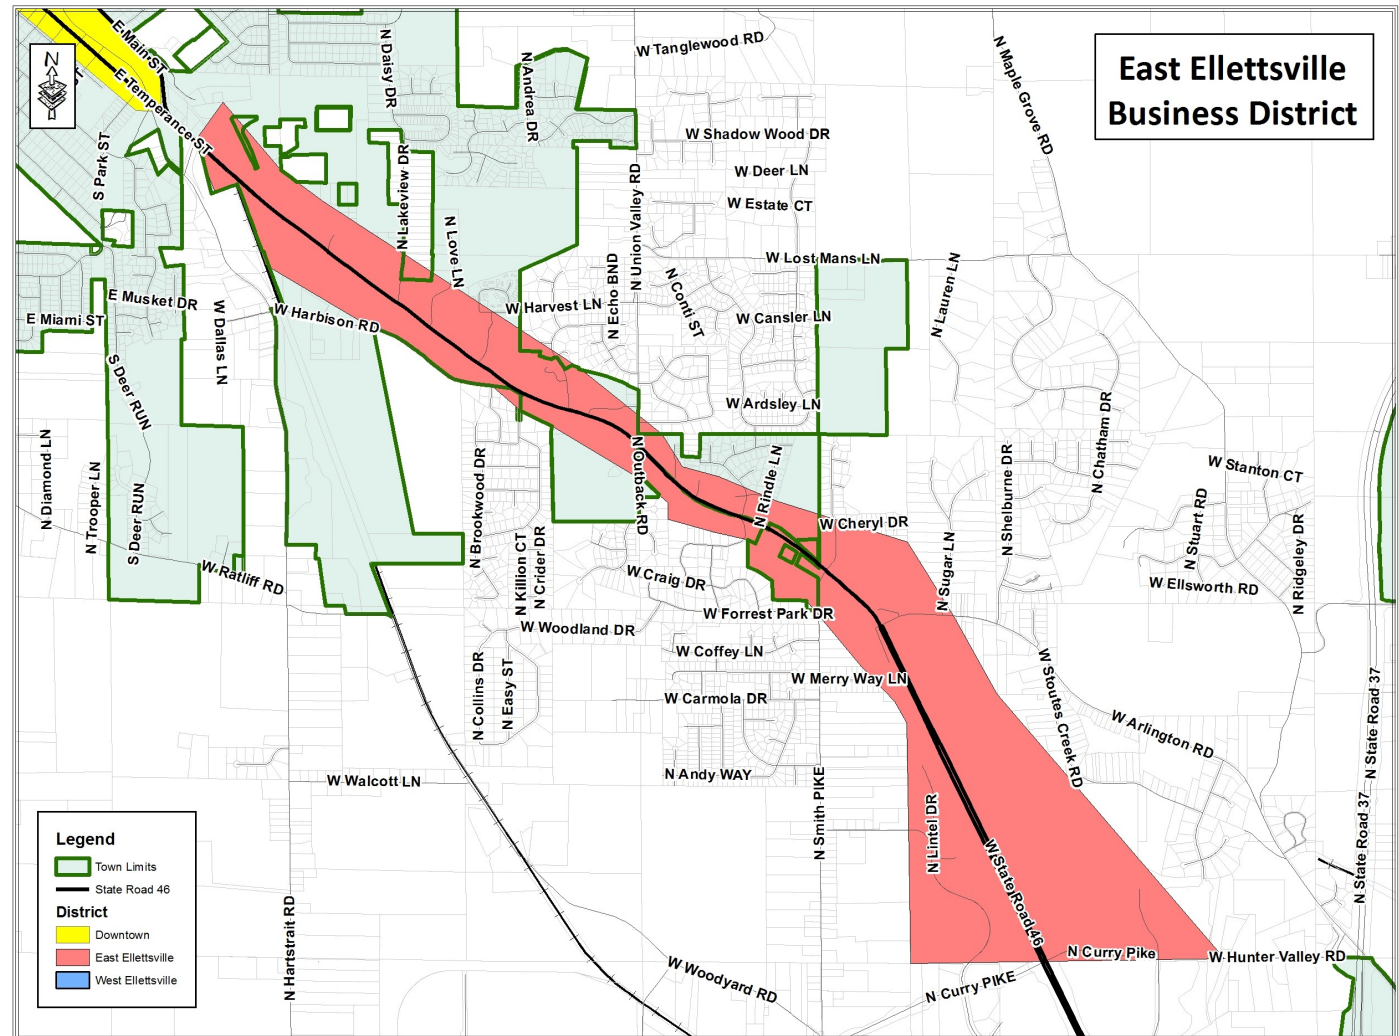 East Ellettsville
Business District
N
E Main ST
E Temperance ST
ST
S Park ST
N Daisy DR
N Andrea DR
W Tanglewood RD
N Maple Grove RD
W Shadow Wood DR
W Deer LN
W Estate CT
N Lakeview DR
N Love LN
N Union Valley RD
W Lost Mans LN
E Musket DR
E Miami ST
W Dallas LN
W Harbison RD
W Harvest LN
N Echo BND
N Conti ST
W Cansler LN
N Lauren LN
S Deer RUN
W Ardsley LN
N Chatham DR
N Diamond LN
N Trooper LN
S Deer RUN
N Brookwood DR
N Outback RD
N Rindle LN
W Cheryl DR
N Shelburne DR
W Stanton CT
N Stuart RD
N Ridgeley DR
W Ellsworth RD
W Ratliff RD
N Killion CT
N Crider DR
W Craig DR
N Sugar LN
W Forrest Park DR
W Woodland DR
W Coffey LN
N Collins DR
N Easy ST
W Merry Way LN
W Carmola DR
W Stoutes Creek RD
W Arlington RD
N State Road 37
N Andy WAY
W Walcott LN
N Smith PIKE
N Lintel DR
W State Road 46
N State Road 37
N Hartstrait RD
W Woodyard RD
N Curry PIKE
N Curry Pike
W Hunter Valley RD
Legend
Town Limits
State Road 46
District
Downtown
East Ellettsville
West Ellettsville